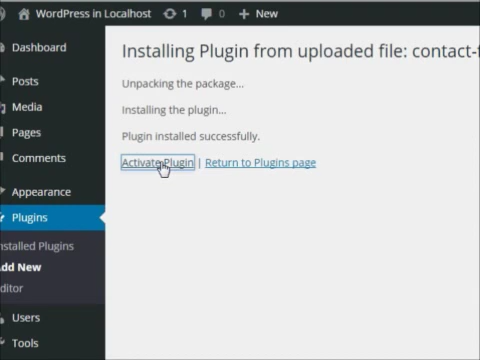 WordPress in Localhost 1 0 + New
Dashboard
Installing Plugin from uploaded file: contact-f
Posts
Unpacking the package...
Media
Installing the plugin...
Pages
Plugin installed successfully.
Comments
Activate Plugin | Return to Plugins page
Appearance
Plugins
nstalled Plugins
dd New
ditor
Users
Tools